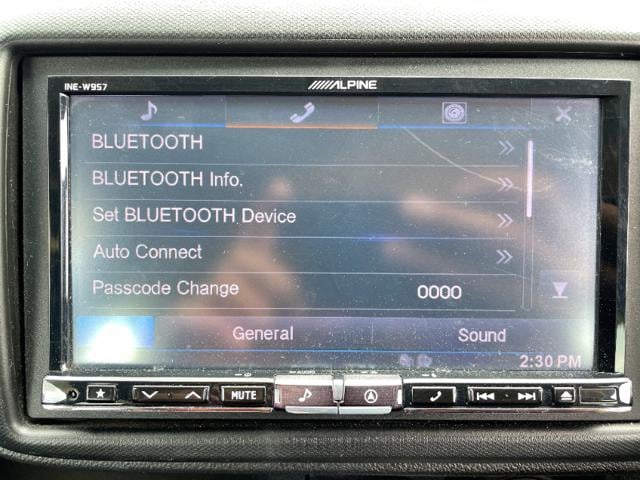 INE-W957
ALPINE
BLUETOOTH
BLUETOOTH Info.
Set BLUETOOTH Device
Auto Connect
Passcode Change 0000
General Sound
2:30 PM
AUDIO
MUTE